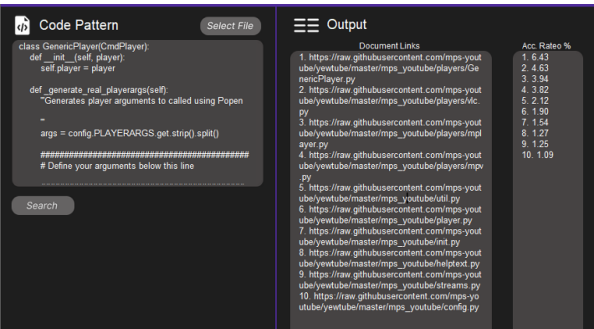 Code Pattern
Select File
class GenericPlayer(CmdPlayer):
def __init__(self, player):
self.player = player
def _generate_real_playerargs(self):
"Generates player arguments to called using Popen
"
args = config.PLAYERARGS.get.strip().split()
############################################
# Define your arguments below this line
Search
Output
Document Links
1. https://raw.githubusercontent.com/mps-yout
ube/yewtube/master/mps_youtube/players/Ge
nericPlayer.py
2. https://raw.githubusercontent.com/mps-yout
ube/yewtube/master/mps_youtube/players/vlc.
py
3. https://raw.githubusercontent.com/mps-yout
ube/yewtube/master/mps_youtube/players/mpl
ayer.py
4. https://raw.githubusercontent.com/mps-yout
ube/yewtube/master/mps_youtube/players/mpv
.py
5. https://raw.githubusercontent.com/mps-yout
ube/yewtube/master/mps_youtube/util.py
6. https://raw.githubusercontent.com/mps-yout
ube/yewtube/master/mps_youtube/player.py
7. https://raw.githubusercontent.com/mps-yout
ube/yewtube/master/mps_youtube/init.py
8. https://raw.githubusercontent.com/mps-yout
ube/yewtube/master/mps_youtube/helptext.py
9. https://raw.githubusercontent.com/mps-yout
ube/yewtube/master/mps_youtube/streams.py
10. https://raw.githubusercontent.com/mps-yo
utube/yewtube/master/mps_youtube/config.py
Acc. Rateo %
1. 6.43
2. 4.63
3. 3.94
4. 3.82
5. 2.12
6. 1.90
7. 1.54
8. 1.27
9. 1.25
10. 1.09